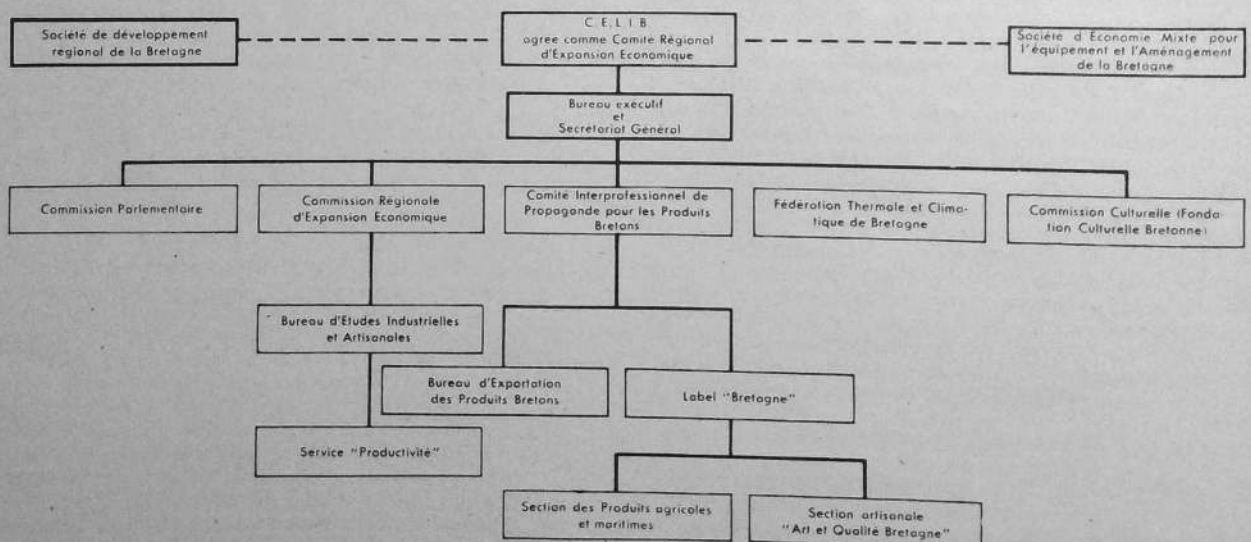 Société de développement
régional de la Bretagne
C.E.L.I.B.
agréé comme Comité Régional
d'Expansion Economique
Société d'Économie Mixte pour
l'équipement et l'Aménagement
de la Bretagne
Bureau exécutif
et
Secrétariat Général
Commission Parlementaire
Commission Régionale
d'Expansion Economique
Comité Interprofessionnel de
Propagande pour les Produits
Bretons
Fédération Thermale et Clima-
tique de Bretagne
Commission Culturelle (Fonda-
tion Culturelle Bretonne)
Bureau d'Etudes Industrielles
et Artisanales
Bureau d'Exportation
des Produits Bretons
Label "Bretagne"
Service "Productivité"
Section des Produits agricoles
et maritimes
Section artisanale
"Art et Qualité Bretagne"